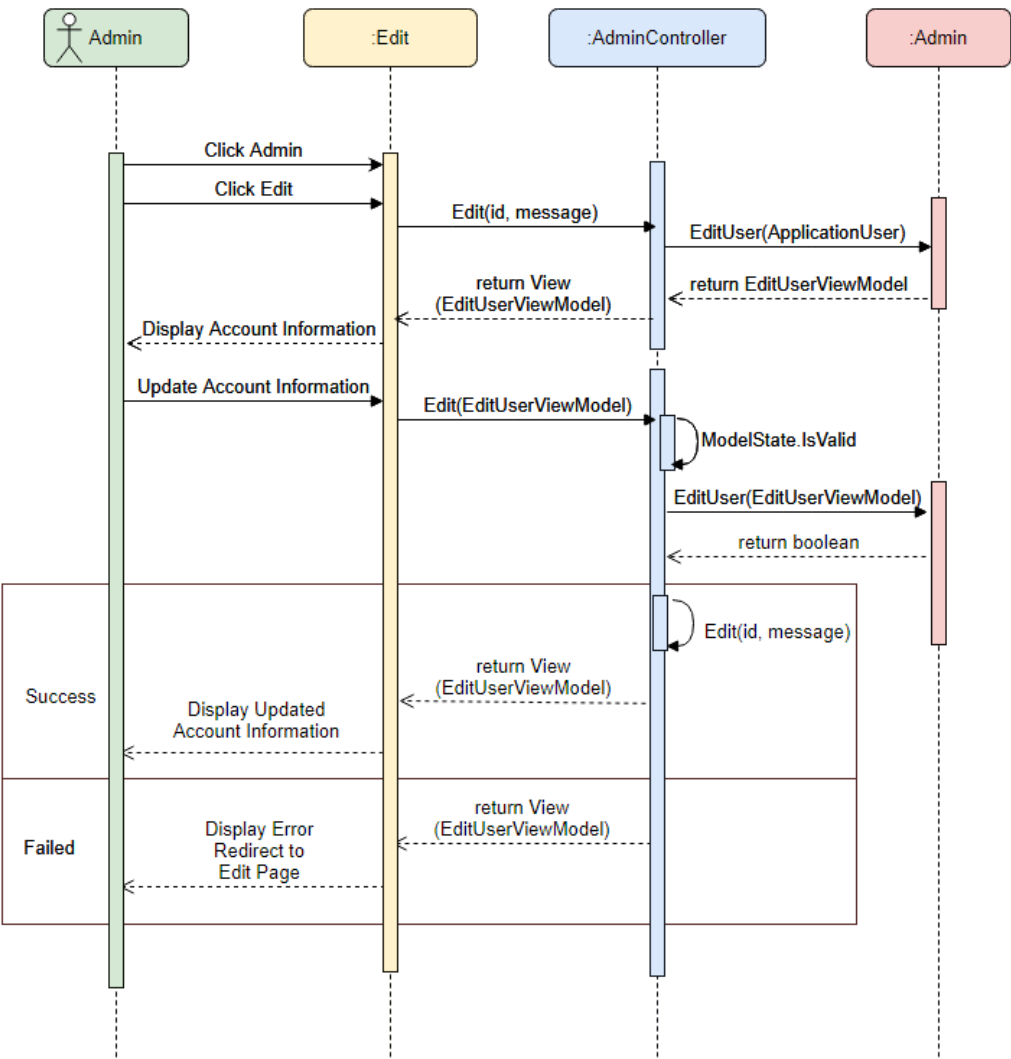 Admin
:Edit
:AdminController
:Admin
Click Admin
Click Edit
Edit(id, message)
EditUser(ApplicationUser)
return View
(EditUserViewModel)
return EditUserViewModel
Display Account Information
Update Account Information
Edit(EditUserViewModel)
ModelState.IsValid
EditUser(EditUserViewModel)
return boolean
Edit(id, message)
return View
(EditUserViewModel)
Success
Display Updated
Account Information
return View
(EditUserViewModel)
Failed
Display Error
Redirect to
Edit Page